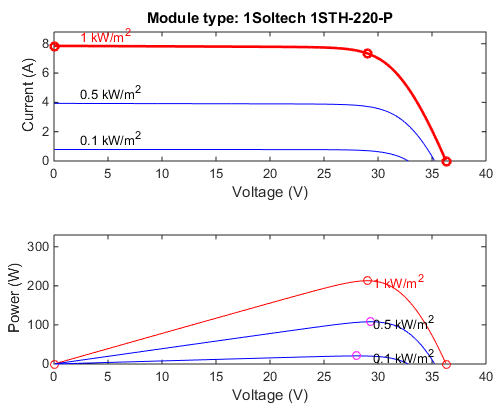 Module type: 1Soltech 1STH-220-P
8
6
4
2
0
Current (A)
1 kW/m²
0.5 kW/m²
0.1 kW/m²
0 5 10 15 20 25 30 35 40
Voltage (V)
300
200
100
0
Power (W)
1 kW/m²
0.5 kW/m²
0.1 kW/m²
0 5 10 15 20 25 30 35 40
Voltage (V)